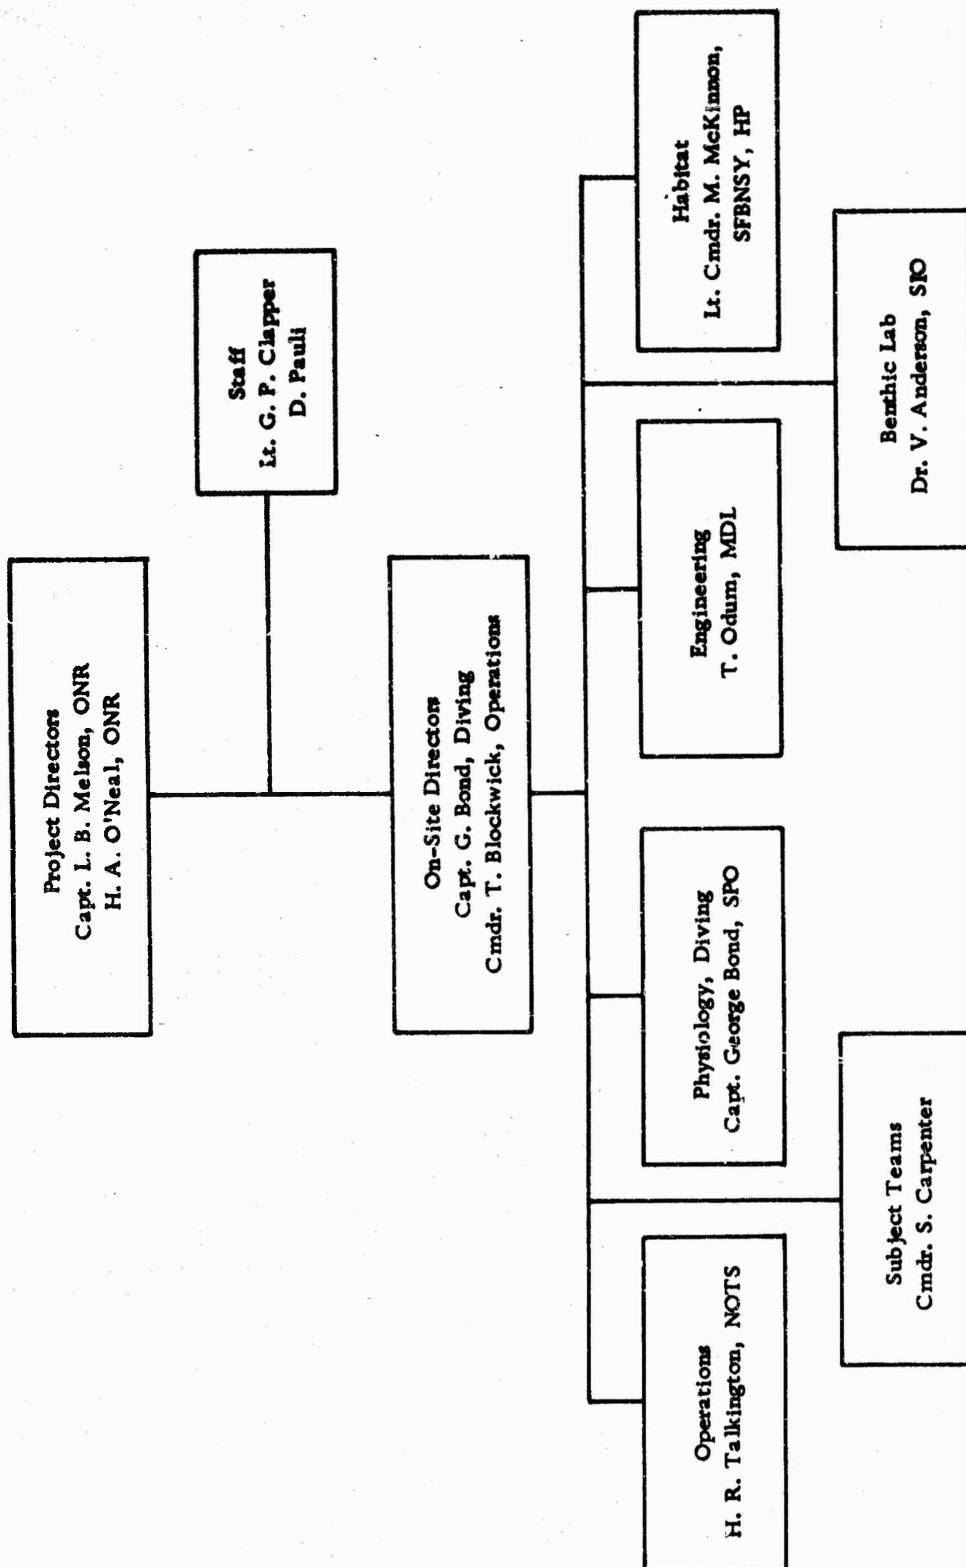 Project Directors
Capt. L. B. Melson, ONR
H. A. O'Neal, ONR
Staff
Lt. G. P. Clapper
D. Pauli
On-Site Directors
Capt. G. Bond, Diving
Cmdr. T. Blockwick, Operations
Operations
H. R. Talkington, NOTS
Physiology, Diving
Capt. George Bond, SPO
Engineering
T. Odum, MDL
Habitat
Lt. Cmdr. M. McKinnon,
SFBNSY, HP
Subject Teams
Cmdr. S. Carpenter
Benthic Lab
Dr. V. Anderson, SIO